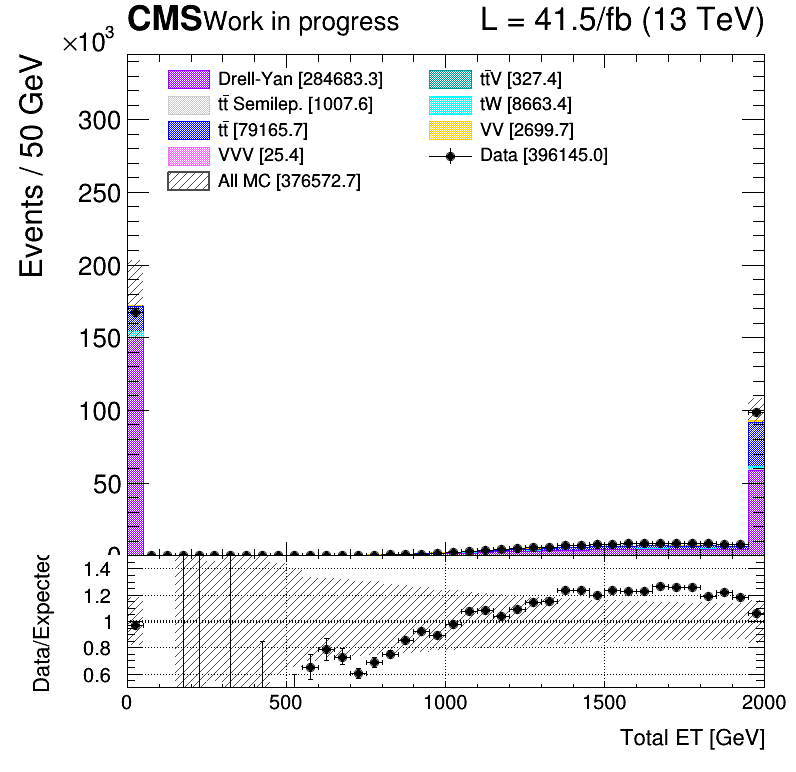 CMS Work in progress L = 41.5/fb (13 TeV)
×10³
Events / 50 GeV
300
250
200
150
100
50
0
Drell-Yan [284683.3]
tt̄ Semilep. [1007.6]
tt̄ [79165.7]
VVV [25.4]
All MC [376572.7]
tt̄V [327.4]
tW [8663.4]
VV [2699.7]
Data [396145.0]
Data/Expected
1.4
1.2
1
0.8
0.6
0 500 1000 1500 2000
Total ET [GeV]